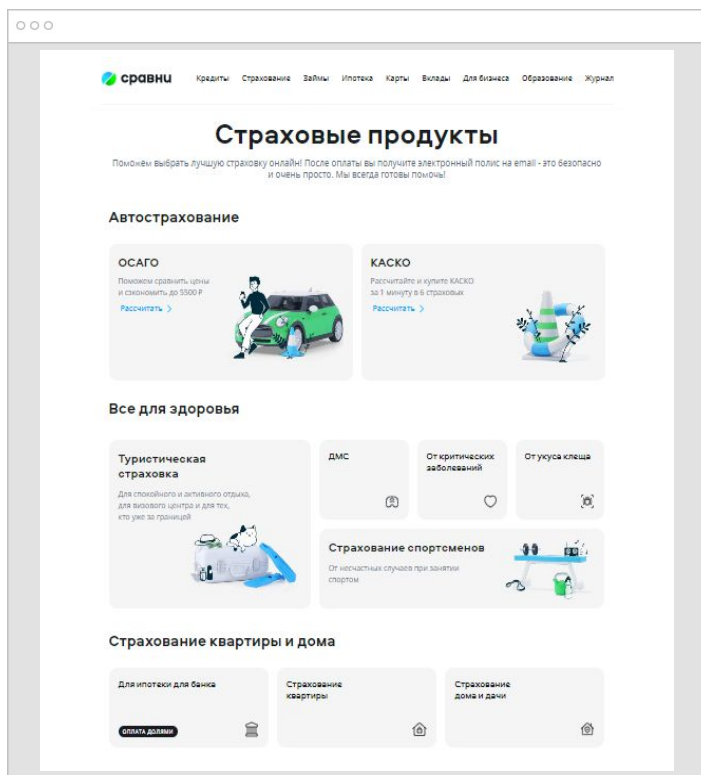 сравни
Кредиты Страхование Займы Ипотека Карты Вклады Для бизнеса Образование Журнал
Страховые продукты
Поможем выбрать лучшую страховку онлайн! После оплаты вы получите электронный полис на email - это безопасно
и очень просто. Мы всегда готовы помочь!
Автострахование
ОСАГО
Поможем сравнить цены
и сэкономить до 5500 ₽
Рассчитать
КАСКО
Рассчитайте и купите КАСКО
за 1 минуту в 6 страховых
Рассчитать
Все для здоровья
Туристическая
страховка
Для спокойного и активного отдыха,
для визового центра и для тех,
кто уже за границей
ДМС
От критических
заболеваний
От укуса клеща
Страхование спортсменов
От несчастных случаев при занятии
спортом
Страхование квартиры и дома
Для ипотеки для банка
ОПЛАТА ДОЛЯМИ
Страхование
квартиры
Страхование
дома и дачи